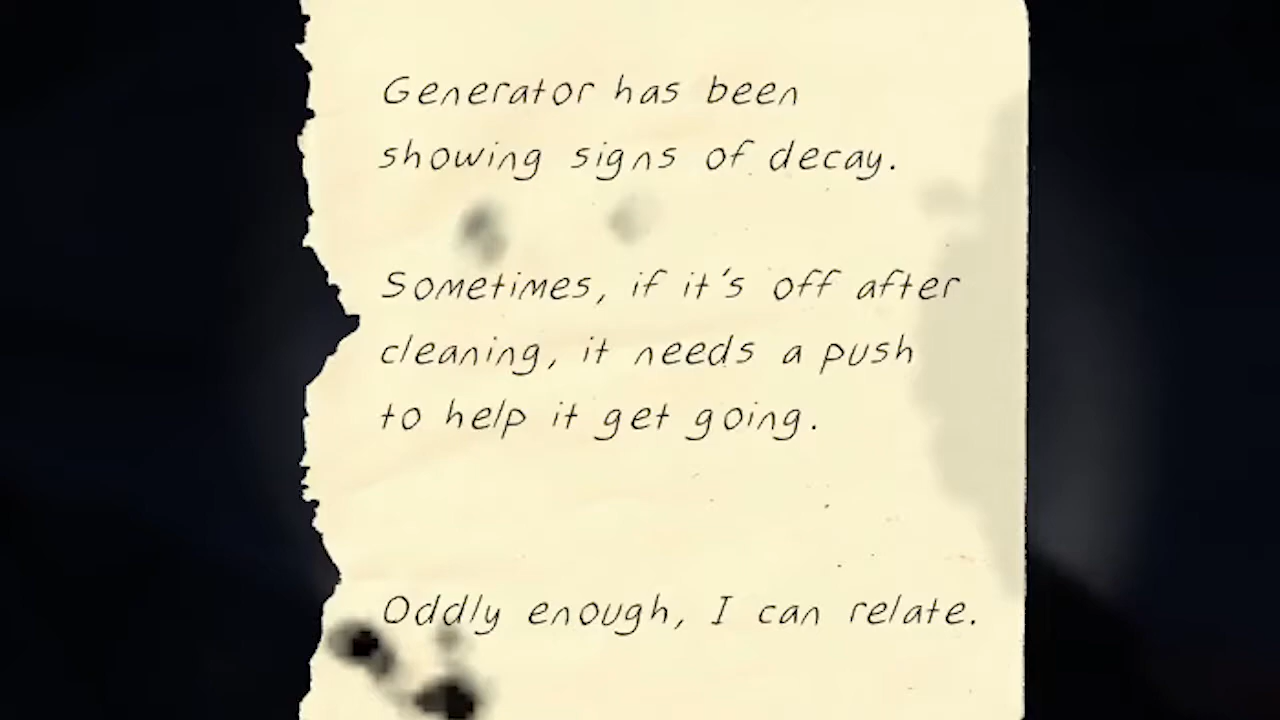 Generator has been
showing signs of decay.
Sometimes, if it's off after
cleaning, it needs a push
to help it get going.
Oddly enough, I can relate.